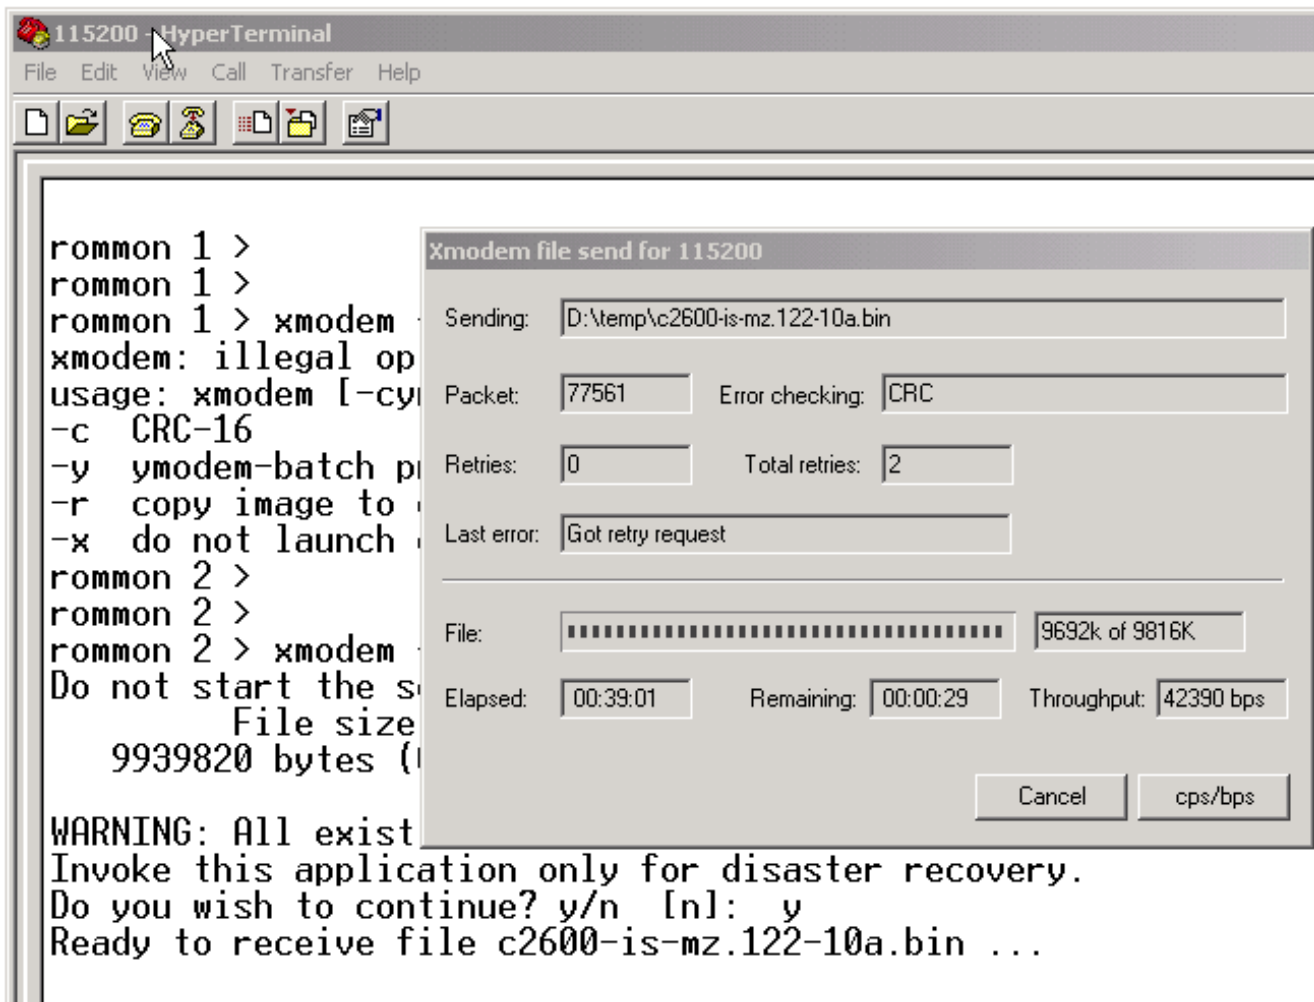 115200 - HyperTerminal
File Edit View Call Transfer Help
rommon 1 >
rommon 1 >
rommon 1 > xmodem
xmodem: illegal op
usage: xmodem [-cy
-c CRC-16
-y ymodem-batch p
-r copy image to
-x do not launch
rommon 2 >
rommon 2 >
rommon 2 > xmodem
Do not start the s
File size
9939820 bytes (
WARNING: All exist
Invoke this application only for disaster recovery.
Do you wish to continue? y/n [n]: y
Ready to receive file c2600-is-mz.122-10a.bin ...
Xmodem file send for 115200
Sending: D:\temp\c2600-is-mz.122-10a.bin
Packet: 77561 Error checking: CRC
Retries: 0 Total retries: 2
Last error: Got retry request
File: 9692k of 9816K
Elapsed: 00:39:01 Remaining: 00:00:29 Throughput: 42390 bps
Cancel cps/bps